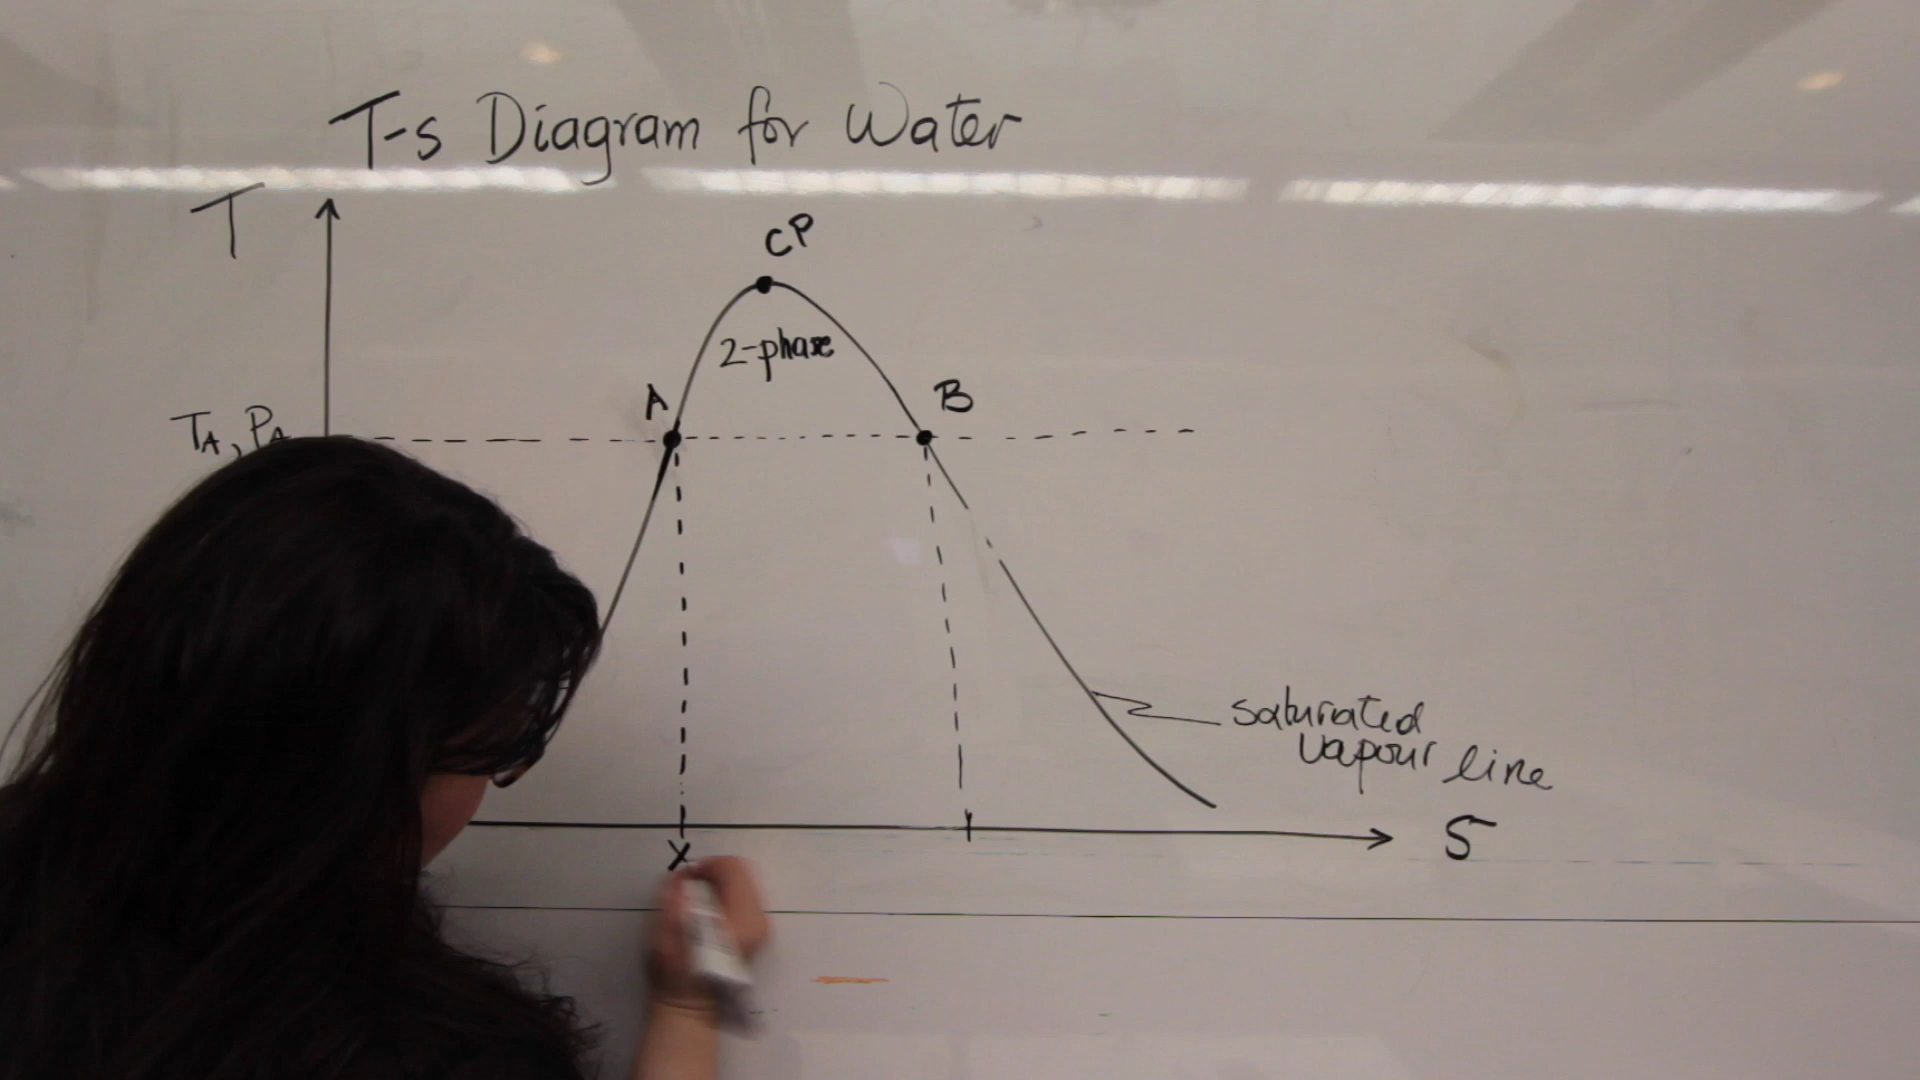 T-s Diagram for Water
T
CP
2-phase
A
B
TA, PA
saturated
vapour line
S
X